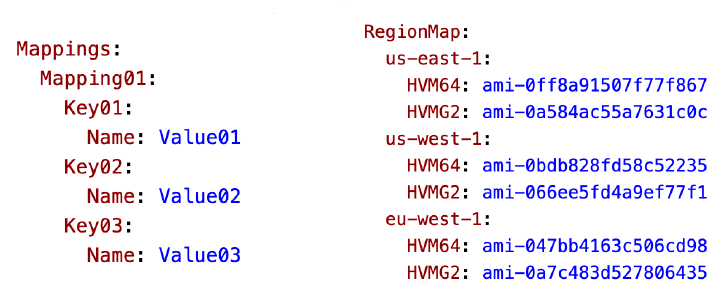 Mappings:
  Mapping01:
    Key01:
      Name: Value01
    Key02:
      Name: Value02
    Key03:
      Name: Value03
RegionMap:
  us-east-1:
    HVM64: ami-0ff8a91507f77f867
    HVMG2: ami-0a584ac55a7631c0c
  us-west-1:
    HVM64: ami-0bdb828fd58c52235
    HVMG2: ami-066ee5fd4a9ef77f1
  eu-west-1:
    HVM64: ami-047bb4163c506cd98
    HVMG2: ami-0a7c483d527806435